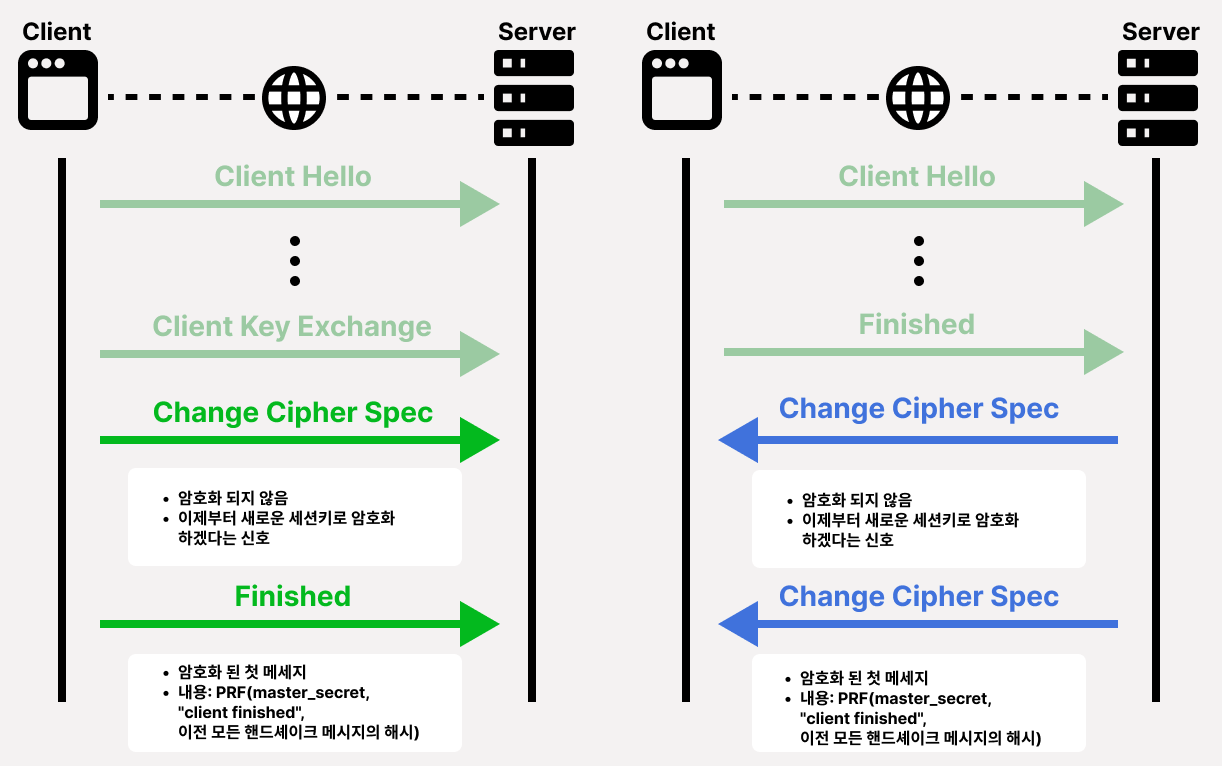 Client
Server
Client Hello
Client Key Exchange
Change Cipher Spec
• 암호화 되지 않음
• 이제부터 새로운 세션키로 암호화
하겠다는 신호
Finished
• 암호화 된 첫 메세지
• 내용: PRF(master_secret,
"client finished",
이전 모든 핸드셰이크 메시지의 해시)
Client
Server
Client Hello
Finished
Change Cipher Spec
• 암호화 되지 않음
• 이제부터 새로운 세션키로 암호화
하겠다는 신호
Change Cipher Spec
• 암호화 된 첫 메세지
• 내용: PRF(master_secret,
"client finished",
이전 모든 핸드셰이크 메시지의 해시)